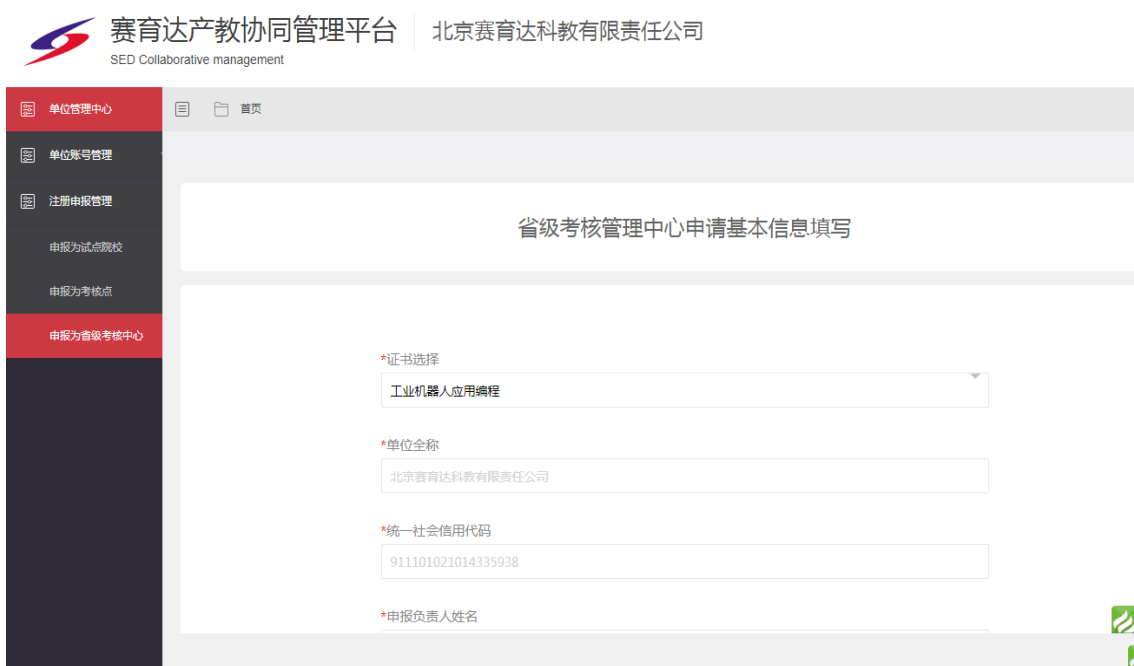 赛育达产教协同管理平台
北京赛育达科教有限责任公司
SED Collaborative management
单位管理中心
首页
单位账号管理
注册申报管理
申报为试点院校
申报为考核点
申报为省级考核中心
省级考核管理中心申请基本信息填写
*证书选择
工业机器人应用编程
*单位全称
北京赛育达科教有限责任公司
*统一社会信用代码
911101021014335938
*申报负责人姓名